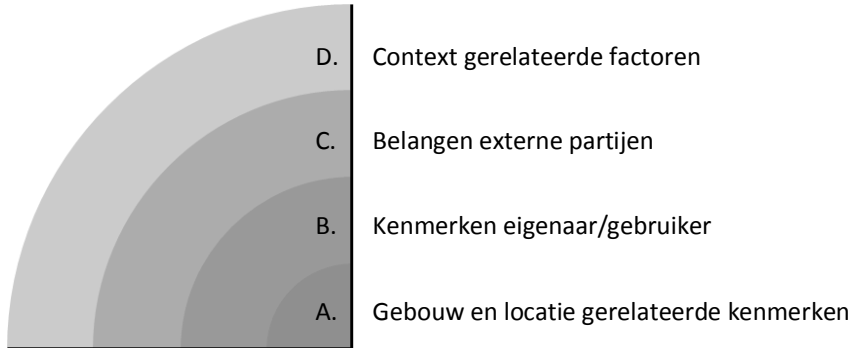 D. Context gerelateerde factoren
C. Belangen externe partijen
B. Kenmerken eigenaar/gebruiker
A. Gebouw en locatie gerelateerde kenmerken